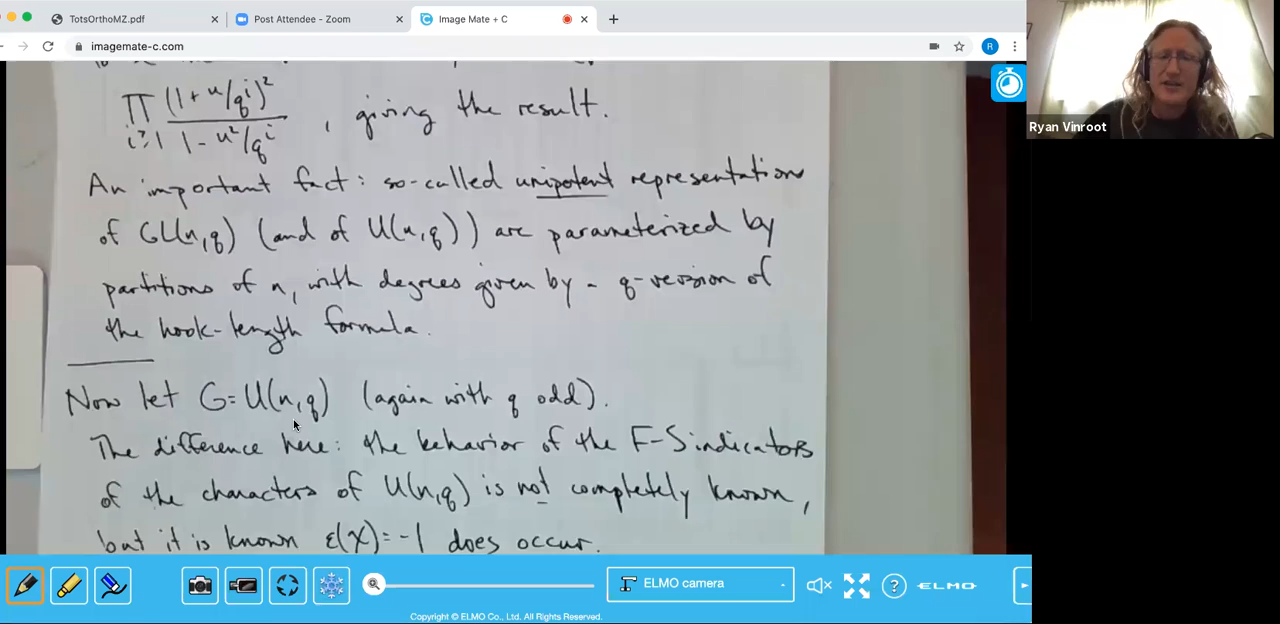 TotsOrthoMZ.pdf
Post Attendee - Zoom
Image Mate + C
imagemate-c.com
R
Ryan Vinroot
∏ i≥1 (1+u/q^i)^2 / 1-u^2/q^i , giving the result.
An important fact: so-called unipotent representations
of GL(n,q) (and of U(n,q)) are parameterized by
partitions of n, with degrees given by a q-version of
the hook-length formula.
Now let G=U(n,q) (again with q odd).
The difference here: the behavior of the F-S indicators
of the characters of U(n,q) is not completely known,
but it is known ε(χ)=-1 does occur.
ELMO camera
ELMO
Copyright © ELMO Co., Ltd. All Rights Reserved.